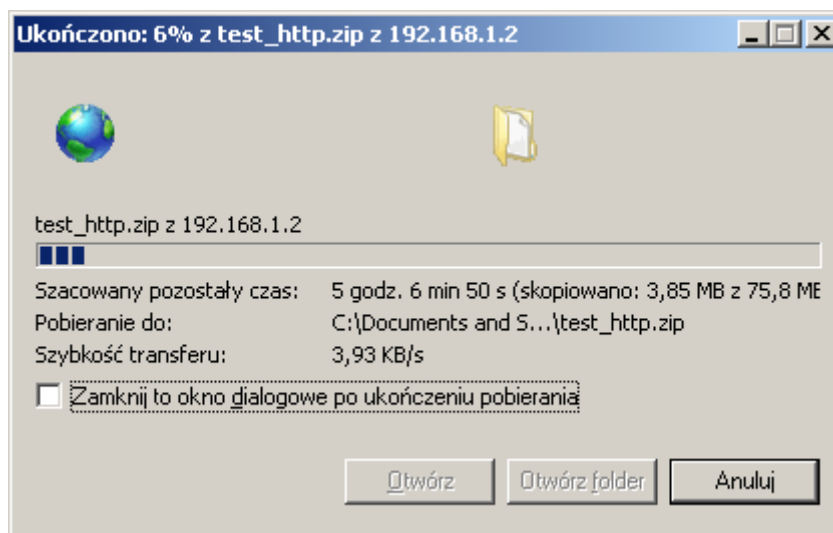 Ukończono: 6% z test_http.zip z 192.168.1.2
test_http.zip z 192.168.1.2
Szacowany pozostały czas: 5 godz. 6 min 50 s (skopiowano: 3,85 MB z 75,8 ME
Pobieranie do: C:\Documents and S...\test_http.zip
Szybkość transferu: 3,93 KB/s
Zamknij to okno dialogowe po ukończeniu pobierania
Otwórz Otwórz folder Anuluj